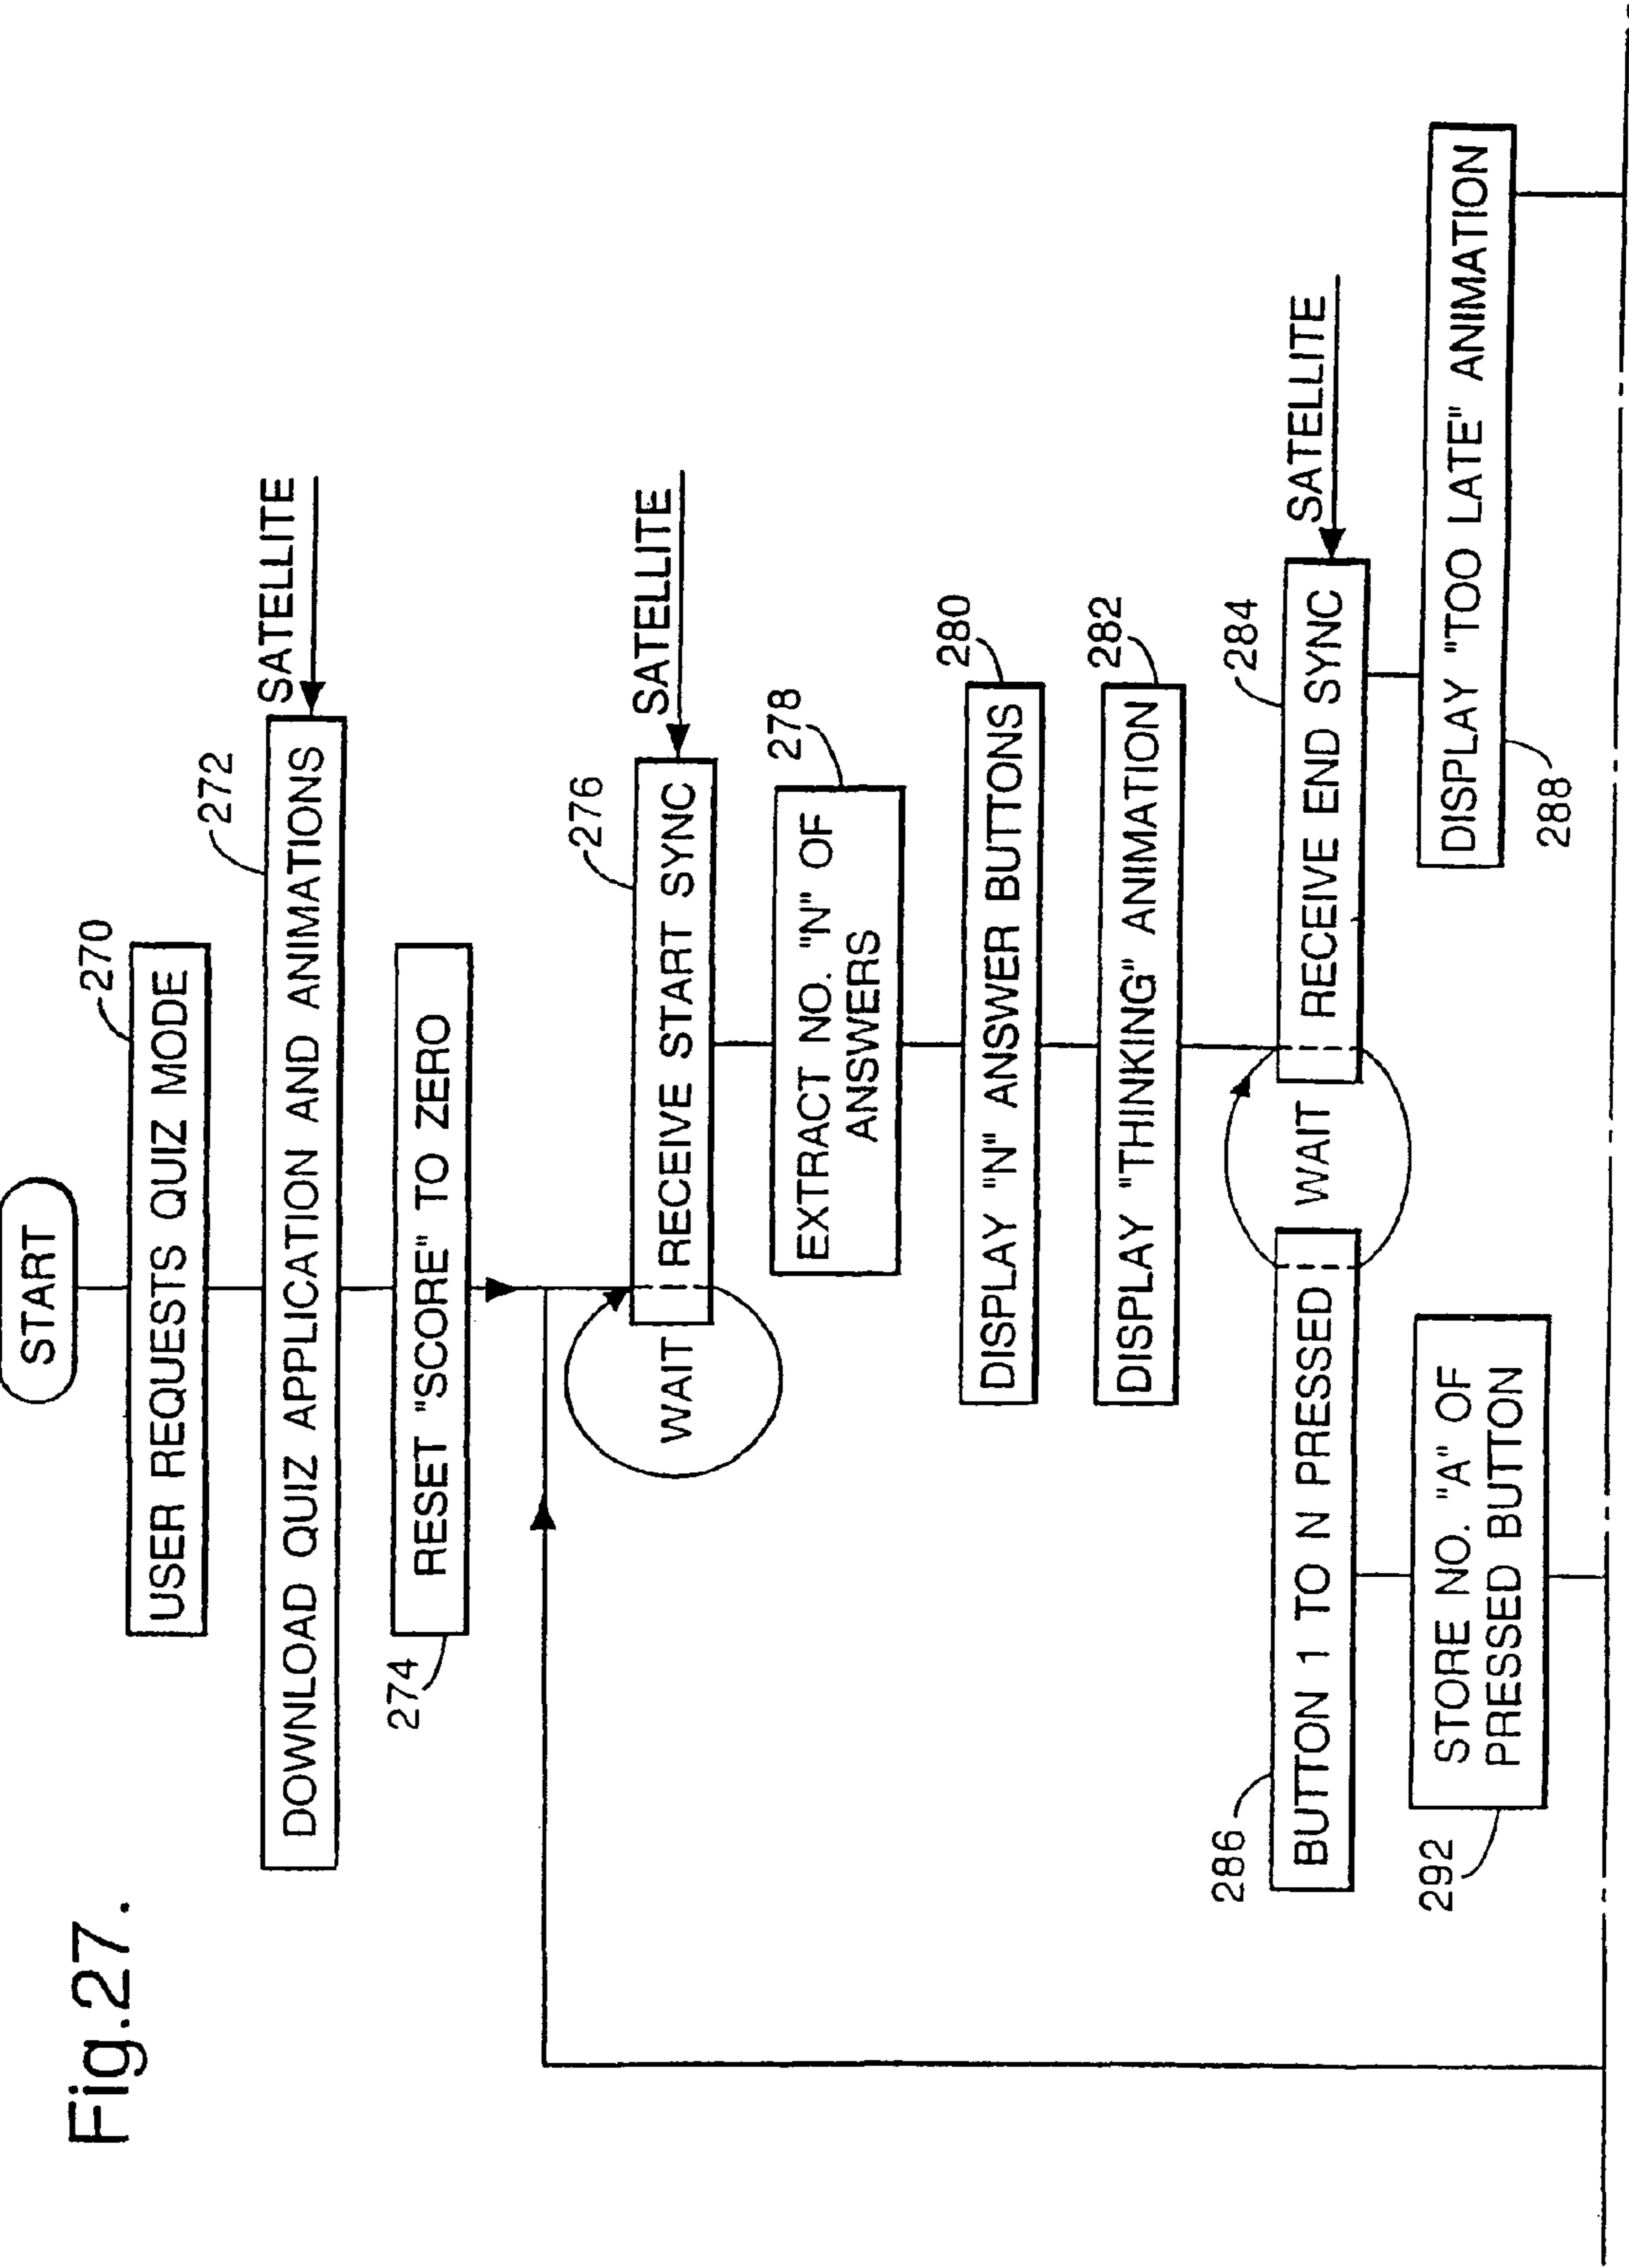 Fig.27.
START
270
USER REQUESTS QUIZ MODE
272
DOWNLOAD QUIZ APPLICATION AND ANIMATIONS
SATELLITE
274
RESET "SCORE" TO ZERO
276
WAIT
RECEIVE START SYNC
SATELLITE
278
EXTRACT NO. "N" OF
ANSWERS
280
DISPLAY "N" ANSWER BUTTONS
282
DISPLAY "THINKING" ANIMATION
286
BUTTON 1 TO N PRESSED
WAIT
284
RECEIVE END SYNC
SATELLITE
292
STORE NO. "A" OF
PRESSED BUTTON
DISPLAY "TOO LATE" ANIMATION
288